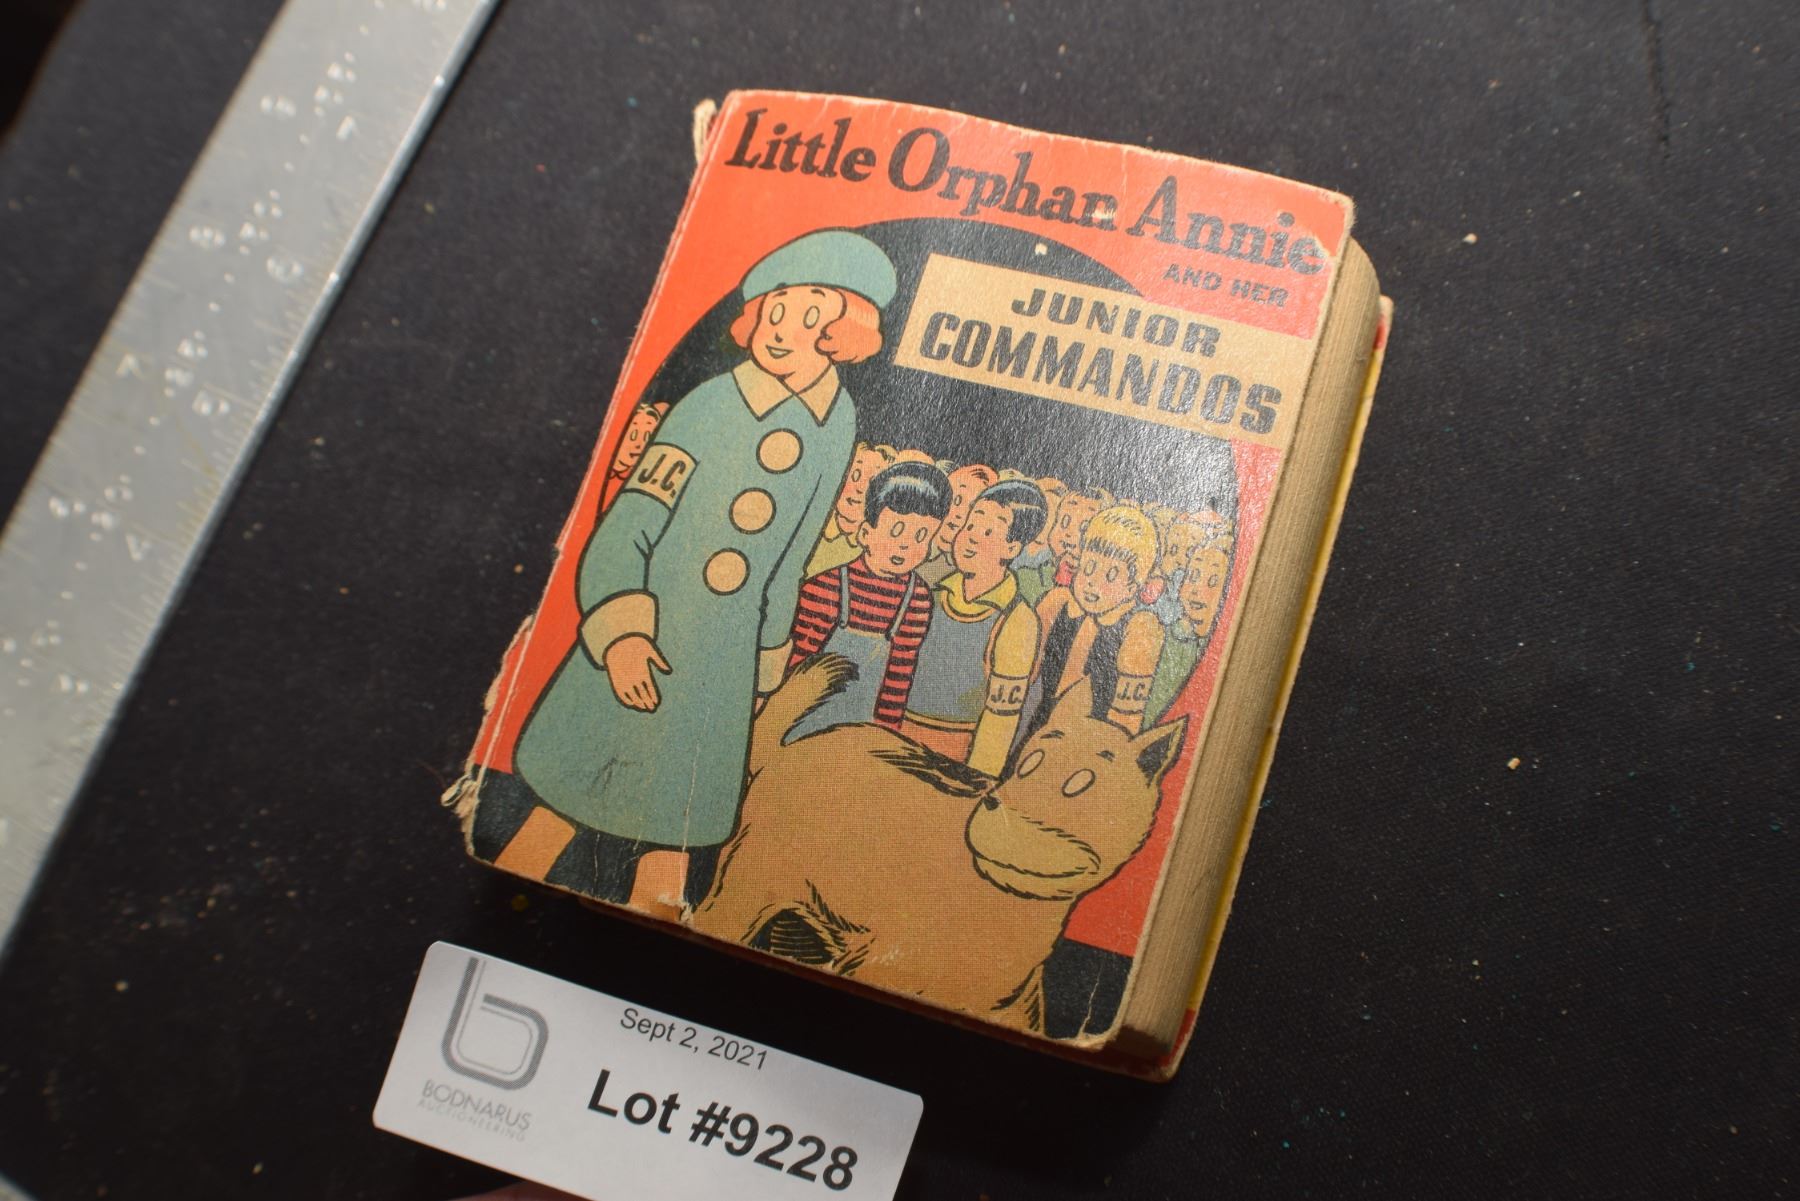 Little Orphan Annie
AND HER
JUNIOR
COMMANDOS
J.C.
J.C.
J.C.
Sept 2, 2021
BODNARUS
AUCTIONEERING
Lot #9228